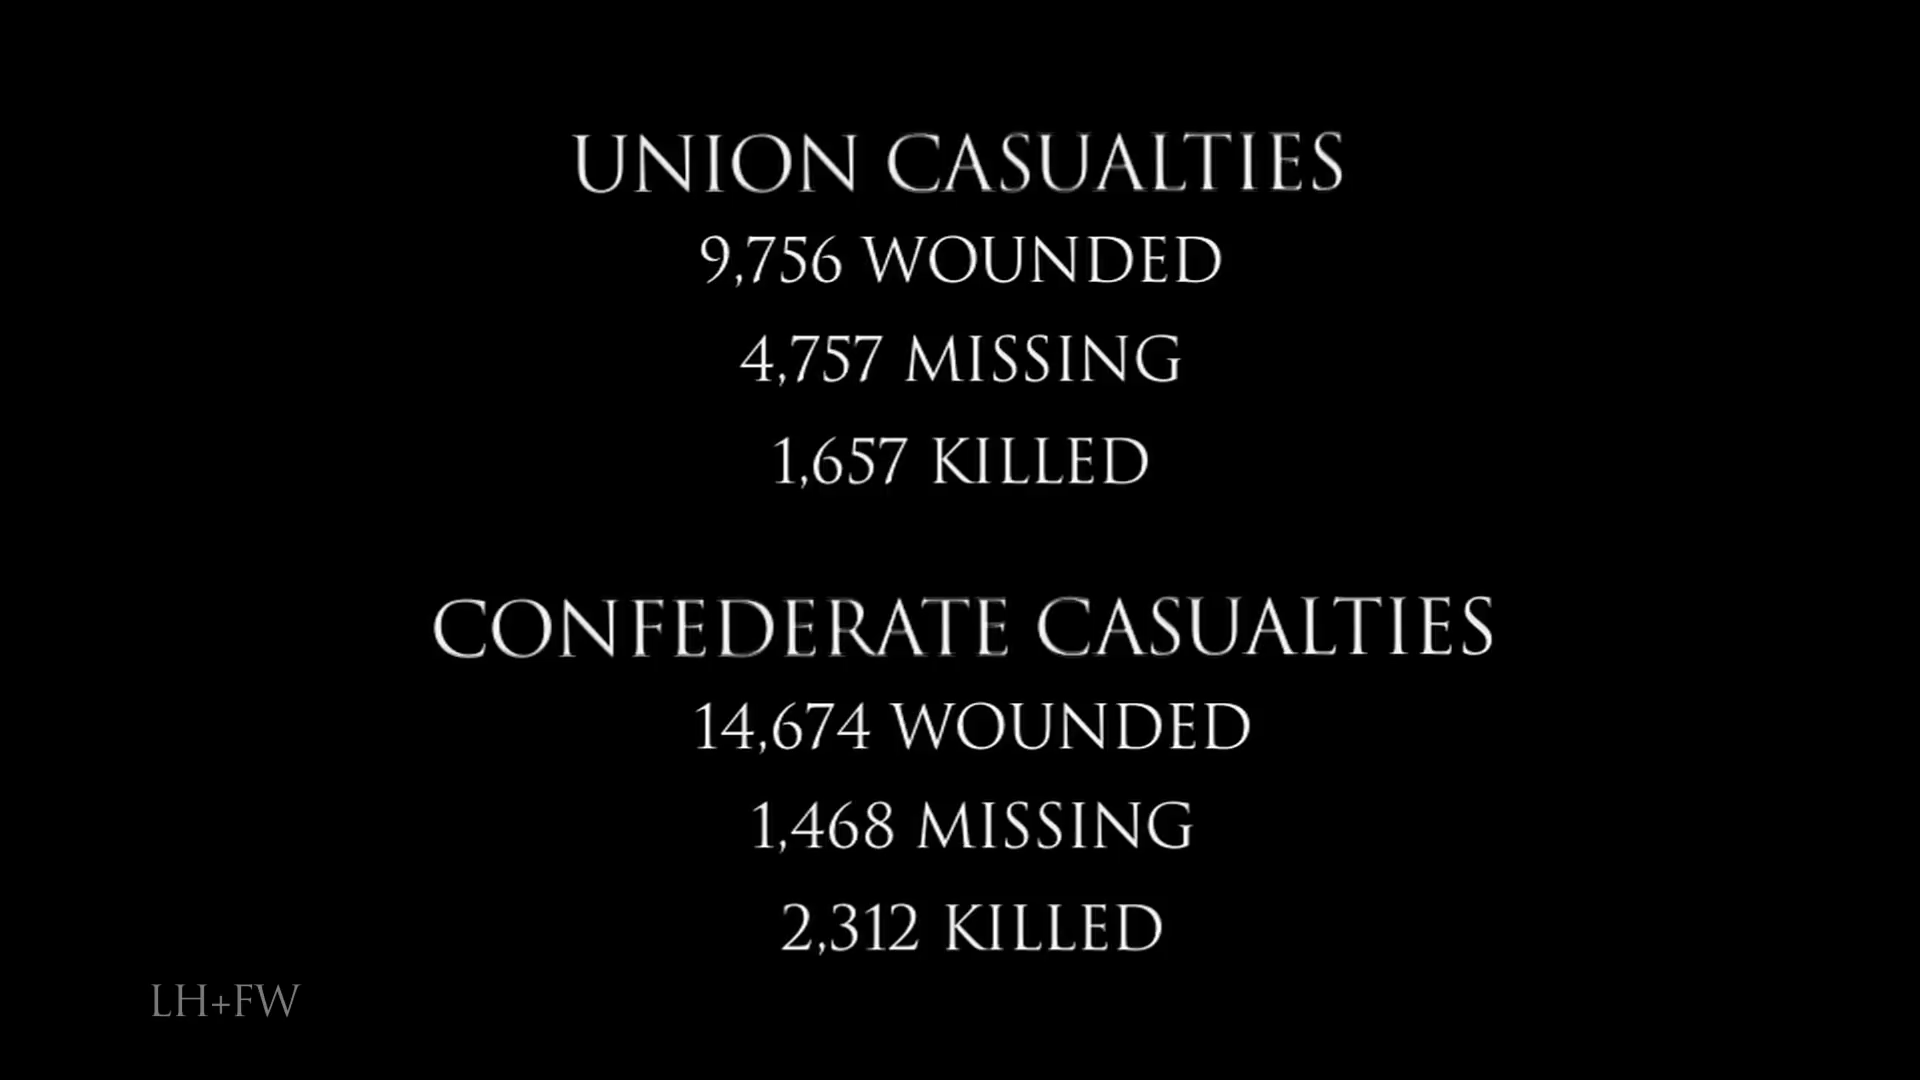 UNION CASUALTIES
9,756 WOUNDED
4,757 MISSING
1,657 KILLED
CONFEDERATE CASUALTIES
14,674 WOUNDED
1,468 MISSING
2,312 KILLED
LH+FW